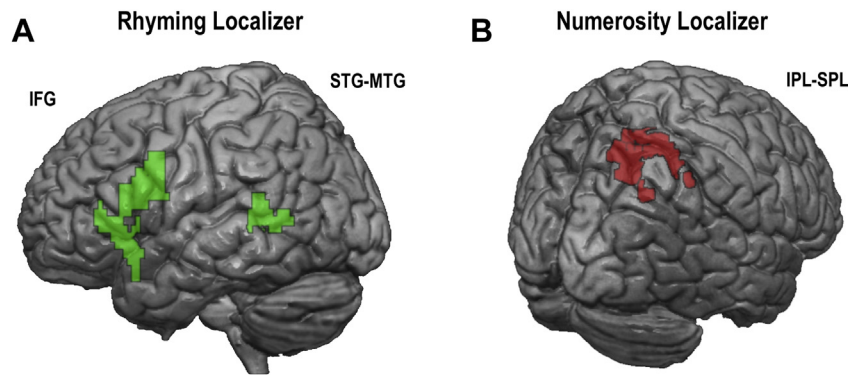 A
Rhyming Localizer
IFG
STG-MTG
B
Numerosity Localizer
IPL-SPL